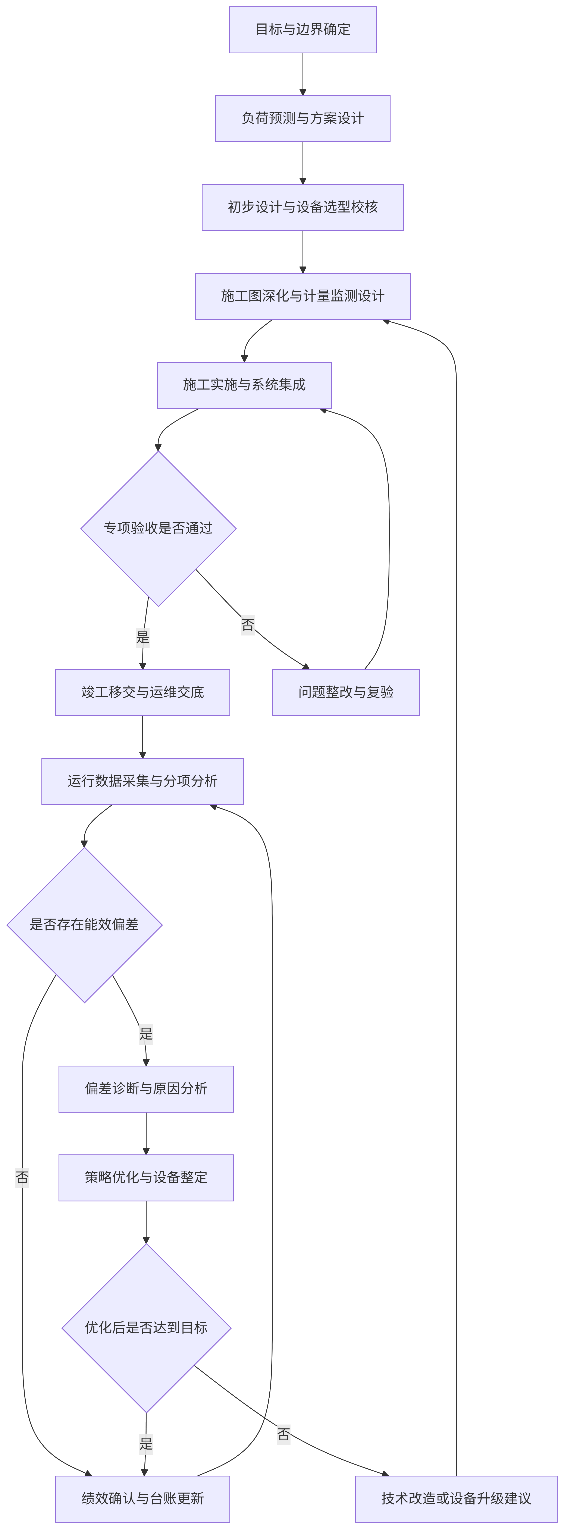 目标与边界确定
负荷预测与方案设计
初步设计与设备选型校核
施工图深化与计量监测设计
施工实施与系统集成
专项验收是否通过
否
是
竣工移交与运维交底
问题整改与复验
运行数据采集与分项分析
是否存在能效偏差
是
偏差诊断与原因分析
否
策略优化与设备整定
优化后是否达到目标
否
是
绩效确认与台账更新
技术改造或设备升级建议